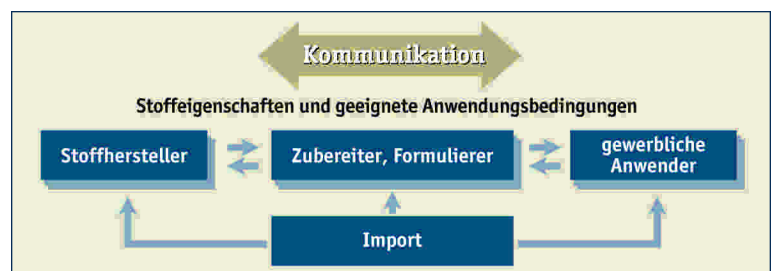 Kommunikation
Stoffeigenschaften und geeignete Anwendungsbedingungen
Stoffhersteller
Zubereiter, Formulierer
gewerbliche
Anwender
Import